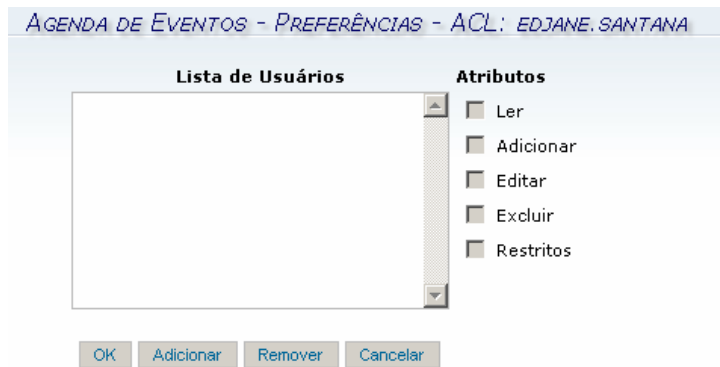 AGENDA DE EVENTOS - PREFERÊNCIAS - ACL: EDJANE.SANTANA
Lista de Usuários
Atributos
Ler
Adicionar
Editar
Excluir
Restritos
OK Adicionar Remover Cancelar